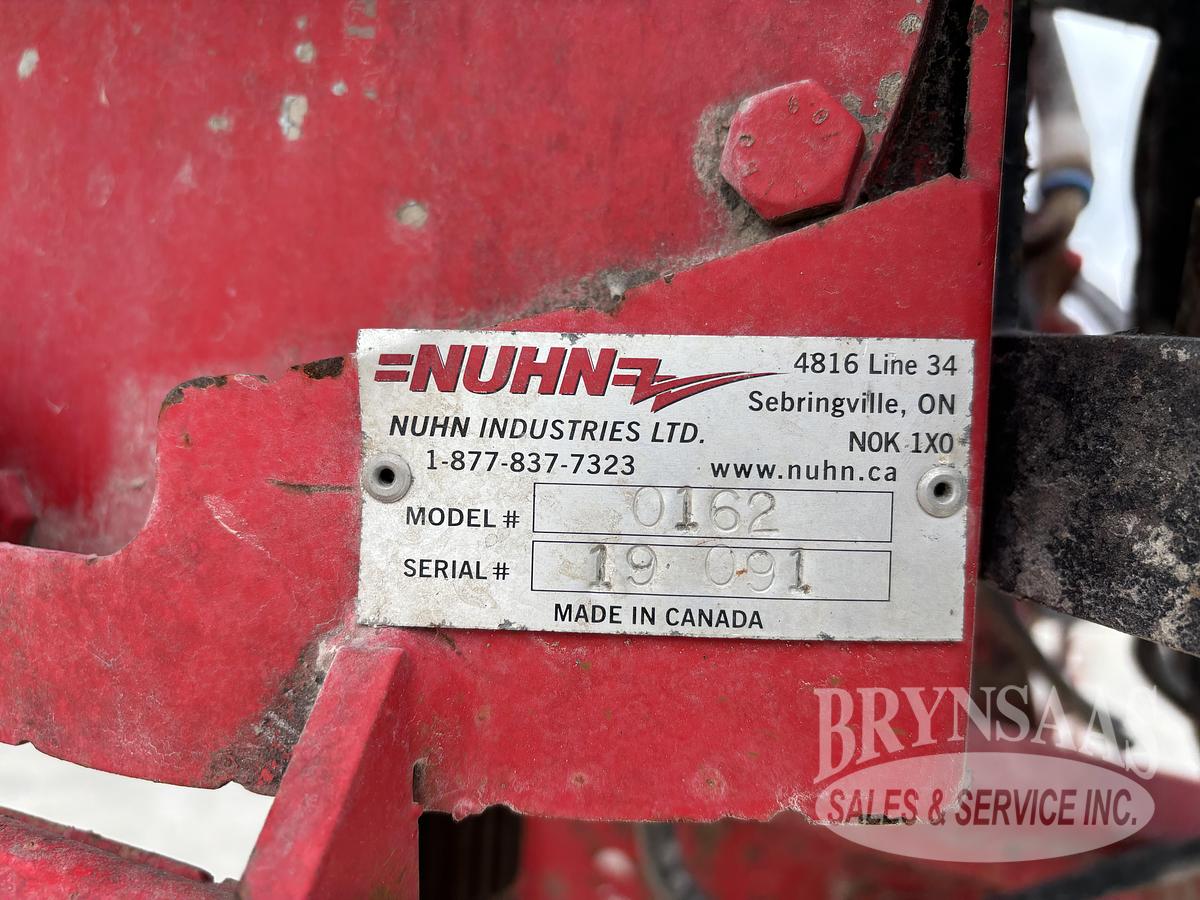 NUHN
4816 Line 34
Sebringville, ON
NUHN INDUSTRIES LTD.
N0K 1X0
1-877-837-7323
www.nuhn.ca
MODEL # 0162
SERIAL # 19 091
MADE IN CANADA
BRYNSAAS
SALES & SERVICE INC.